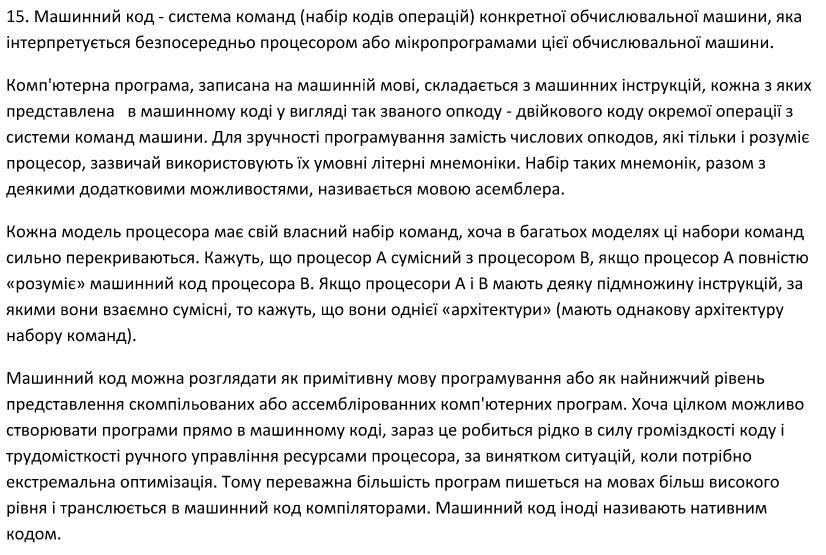 15. Машинний код - система команд (набір кодів операцій) конкретної обчислювальної машини, яка
інтерпретується безпосередньо процесором або мікропрограмами цієї обчислювальної машини.
Комп'ютерна програма, записана на машинній мові, складається з машинних інструкцій, кожна з яких
представлена   в машинному коді у вигляді так званого опкоду - двійкового коду окремої операції з
системи команд машини. Для зручності програмування замість числових опкодов, які тільки і розуміє
процесор, зазвичай використовують їх умовні літерні мнемоніки. Набір таких мнемонік, разом з
деякими додатковими можливостями, називається мовою асемблера.
Кожна модель процесора має свій власний набір команд, хоча в багатьох моделях ці набори команд
сильно перекриваються. Кажуть, що процесор A сумісний з процесором B, якщо процесор A повністю
«розуміє» машинний код процесора B. Якщо процесори A і B мають деяку підмножину інструкцій, за
якими вони взаємно сумісні, то кажуть, що вони однієї «архітектури» (мають однакову архітектуру
набору команд).
Машинний код можна розглядати як примітивну мову програмування або як найнижчий рівень
представлення скомпільованих або ассемблірованних комп'ютерних програм. Хоча цілком можливо
створювати програми прямо в машинному коді, зараз це робиться рідко в силу громіздкості коду і
трудомісткості ручного управління ресурсами процесора, за винятком ситуацій, коли потрібно
екстремальна оптимізація. Тому переважна більшість програм пишеться на мовах більш високого
рівня і транслюється в машинний код компіляторами. Машинний код іноді називають нативним
кодом.